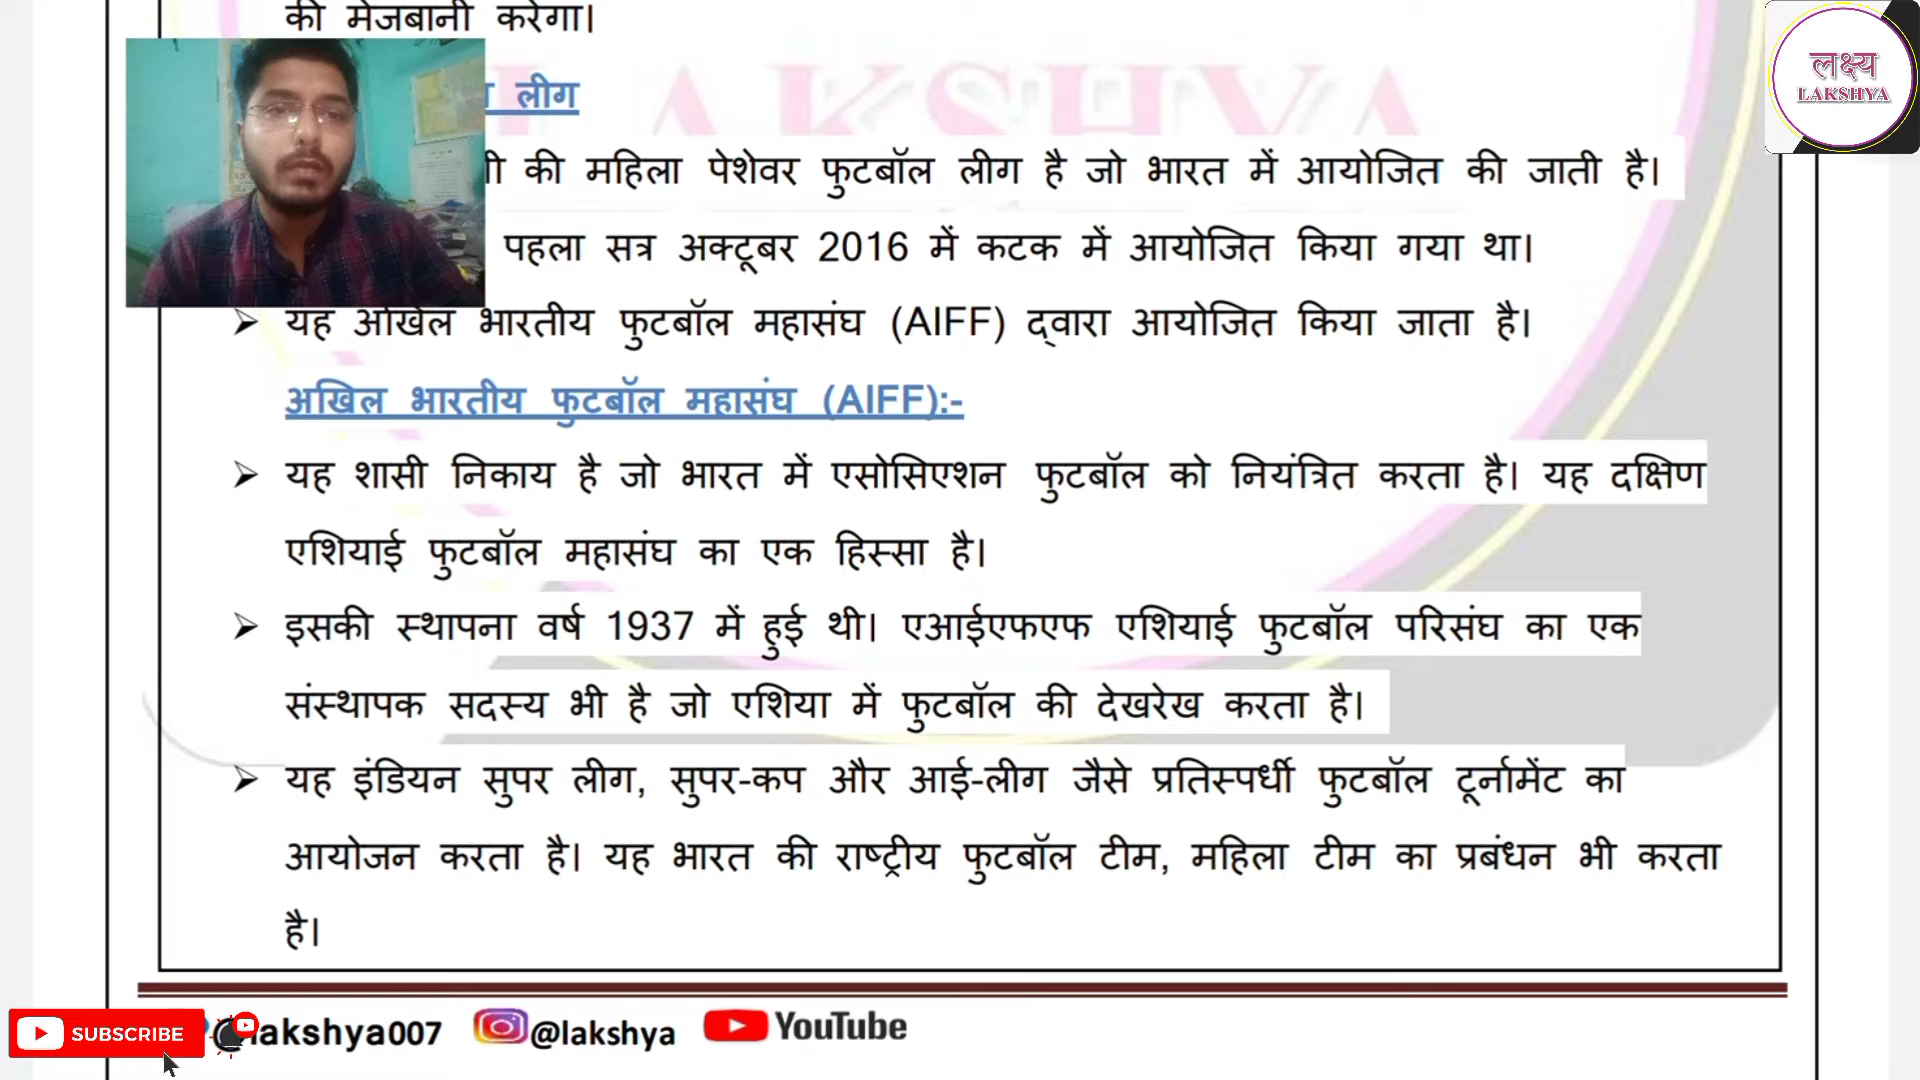 की मेजबानी करेगा।
लक्ष्य
LAKSHYA
लीग
LAKSHYA
की महिला पेशेवर फुटबॉल लीग है जो भारत में आयोजित की जाती है।
पहला सत्र अक्टूबर 2016 में कटक में आयोजित किया गया था।
➢ यह अखिल भारतीय फुटबॉल महासंघ (AIFF) द्वारा आयोजित किया जाता है।
अखिल भारतीय फुटबॉल महासंघ (AIFF):-
➢ यह शासी निकाय है जो भारत में एसोसिएशन फुटबॉल को नियंत्रित करता है। यह दक्षिण
एशियाई फुटबॉल महासंघ का एक हिस्सा है।
➢ इसकी स्थापना वर्ष 1937 में हुई थी। एआईएफएफ एशियाई फुटबॉल परिसंघ का एक
संस्थापक सदस्य भी है जो एशिया में फुटबॉल की देखरेख करता है।
➢ यह इंडियन सुपर लीग, सुपर-कप और आई-लीग जैसे प्रतिस्पर्धी फुटबॉल टूर्नामेंट का
आयोजन करता है। यह भारत की राष्ट्रीय फुटबॉल टीम, महिला टीम का प्रबंधन भी करता
है।
SUBSCRIBE @lakshya007 @lakshya YouTube